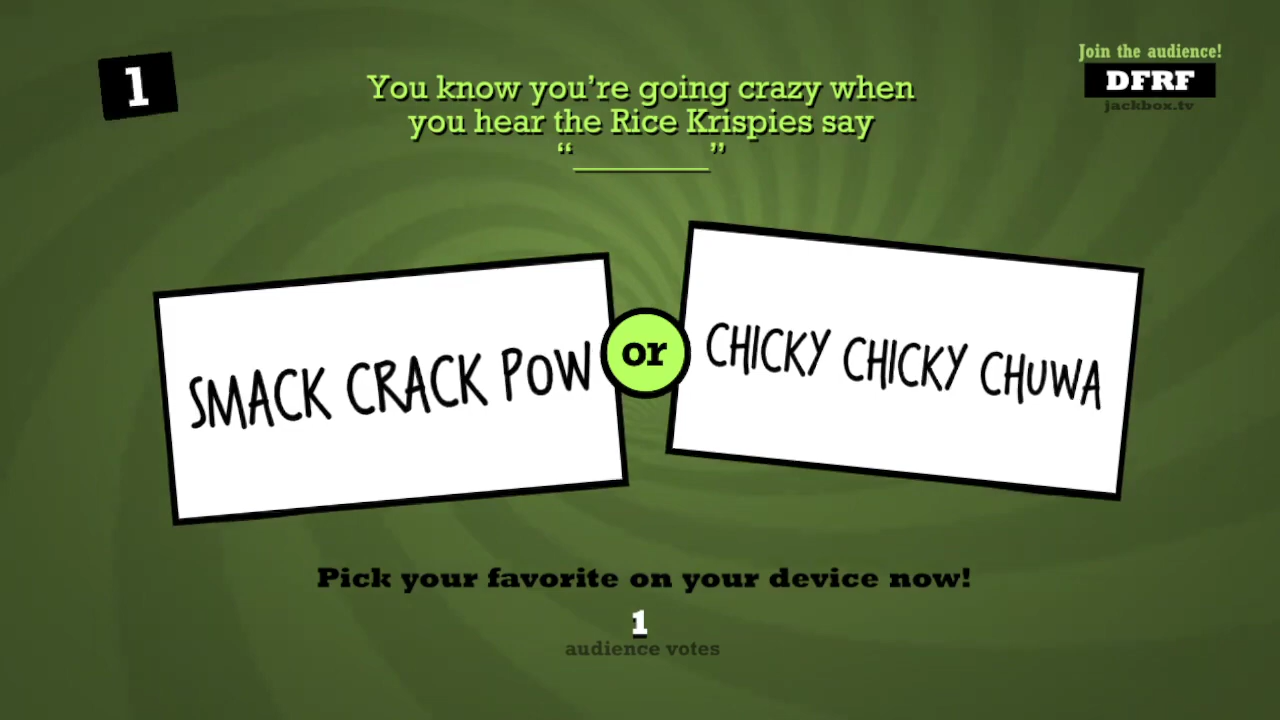 1
Join the audience!
DFRF
jackbox.tv
You know you’re going crazy when
you hear the Rice Krispies say
“________”
SMACK CRACK POW
or
CHICKY CHICKY CHUWA
Pick your favorite on your device now!
1
audience votes